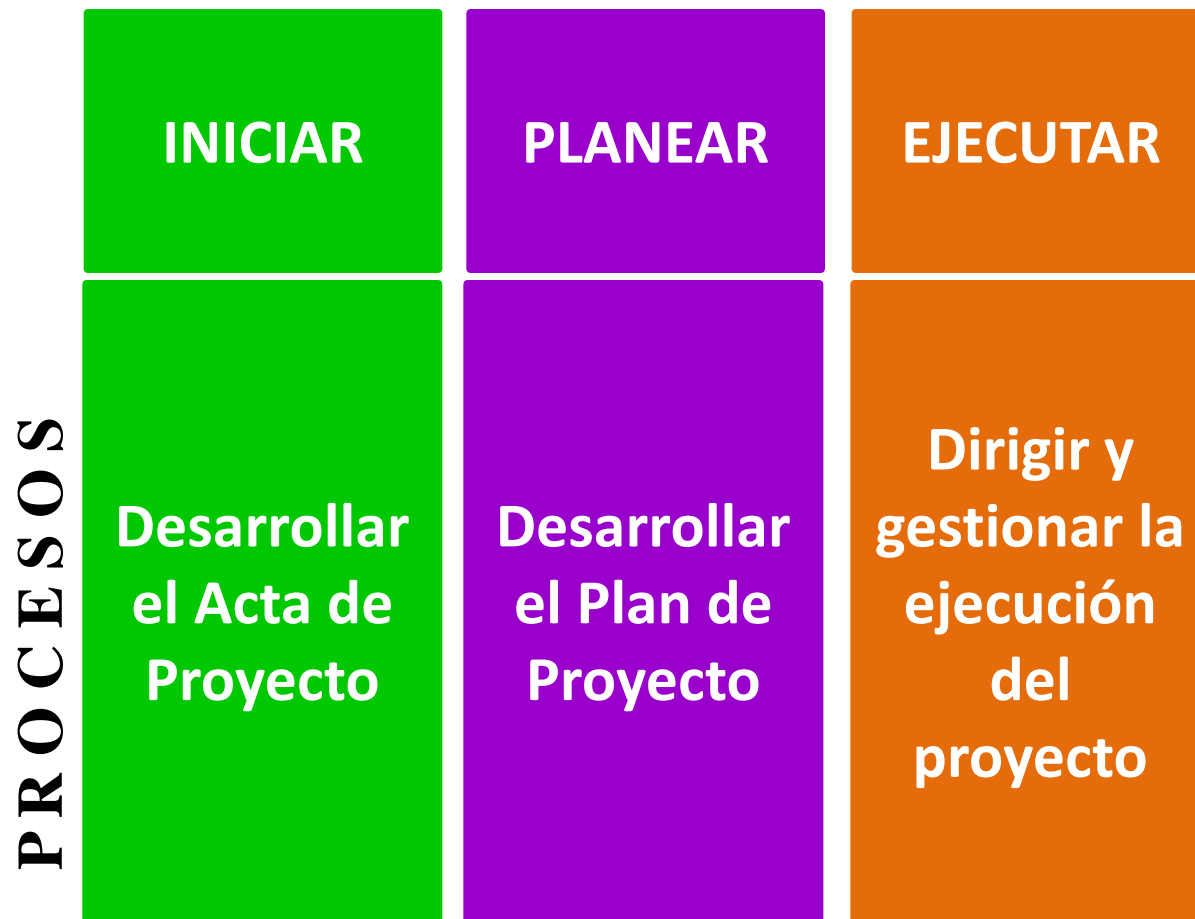 INICIAR
PLANEAR
EJECUTAR
PROCESOS
Desarrollar
el Acta de
Proyecto
Desarrollar
el Plan de
Proyecto
Dirigir y
gestionar la
ejecución
del
proyecto